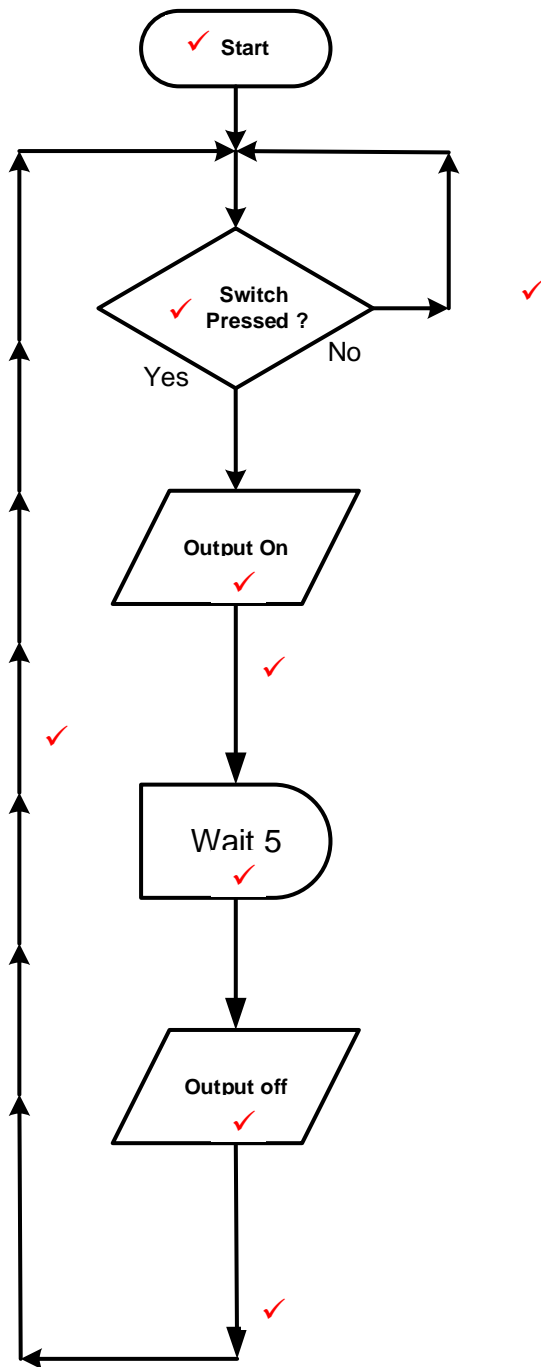 Start
Switch
Pressed ?
No
Yes
Output On
Wait 5
Output off